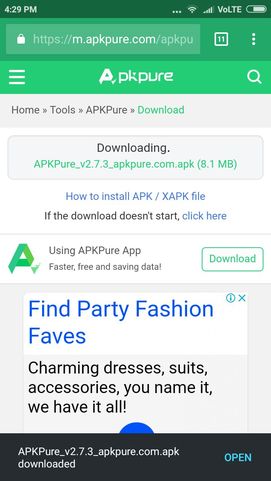 4:29 PM ... VoLTE
https://m.apkpure.com/apkpu 11
Apkpure
Home » Tools » APKPure » Download
Downloading.
APKPure_v2.7.3_apkpure.com.apk (8.1 MB)
How to install APK / XAPK file
If the download doesn't start, click here
Using APKPure App
Faster, free and saving data!
Download
Find Party Fashion
Faves
Charming dresses, suits,
accessories, you name it,
we have it all!
APKPure_v2.7.3_apkpure.com.apk
downloaded
OPEN